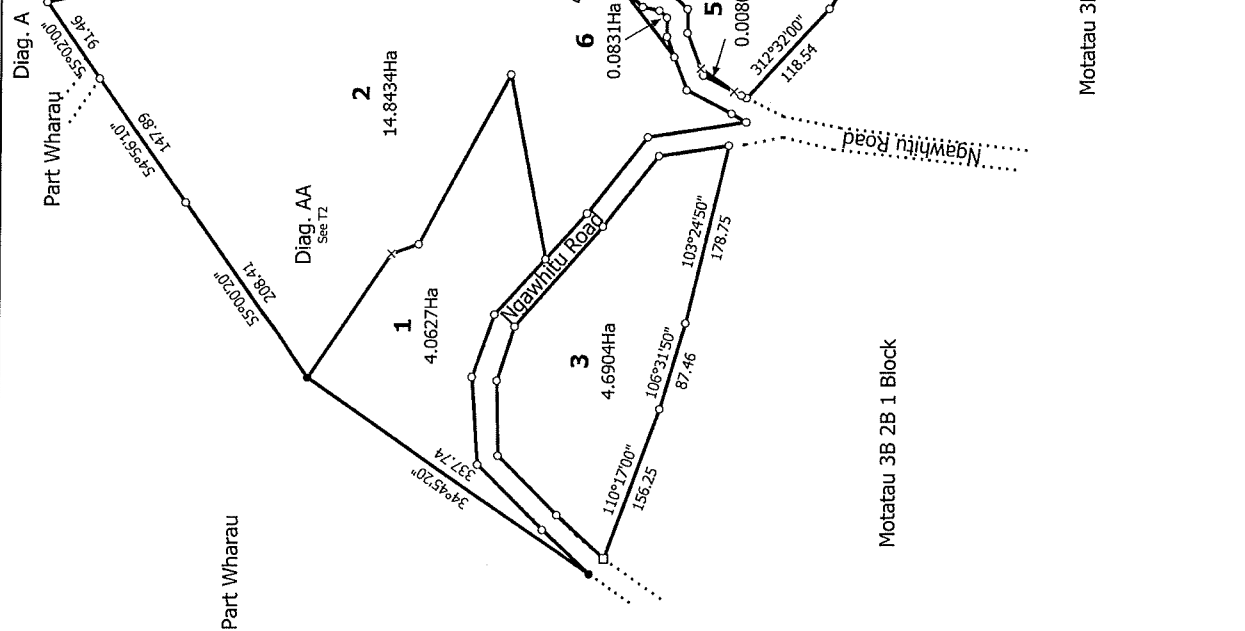 Diag. A
91.46
55°02'00"
Part Wharau
147.89
54°56'10"
2
14.8434Ha
6
0.0831Ha
5
312°32'00"
118.54
Ngawhitu Road
Diag. AA
See T2
208.41
55°00'20"
1
4.0627Ha
Ngawhitu Road
103°24'50"
178.75
3
4.6904Ha
106°31'50"
87.46
337.74
34°45'20"
110°17'00"
156.25
Motatau 3B 2B 1 Block
Part Wharau